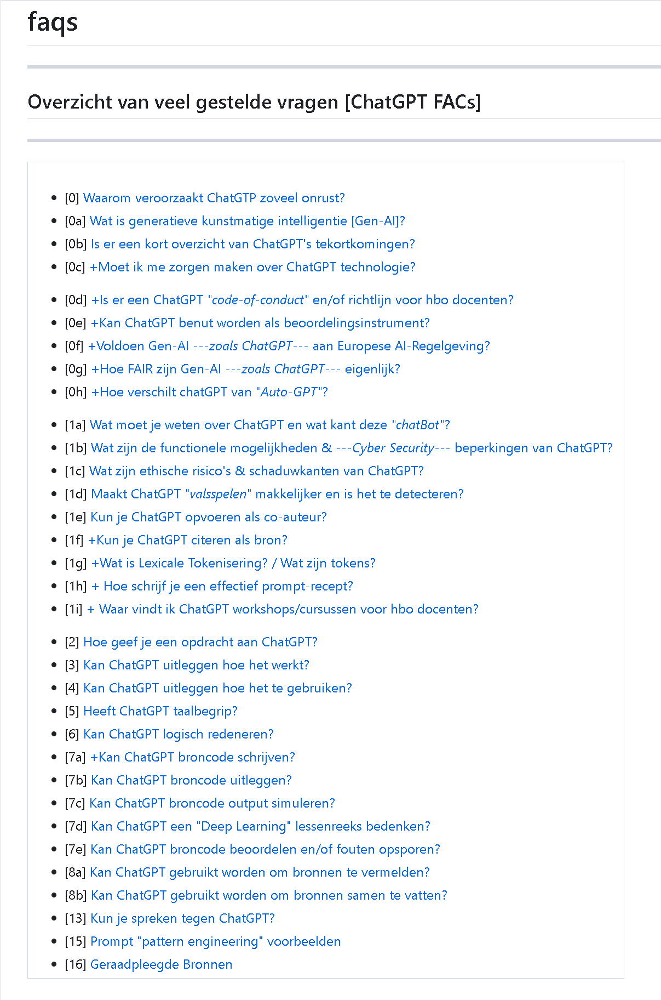 faqs
Overzicht van veel gestelde vragen [ChatGPT FACs]
[0] Waarom veroorzaakt ChatGTP zoveel onrust?
[0a] Wat is generatieve kunstmatige intelligentie [Gen-AI]?
[0b] Is er een kort overzicht van ChatGPT's tekortkomingen?
[0c] +Moet ik me zorgen maken over ChatGPT technologie?
[0d] +Is er een ChatGPT "code-of-conduct" en/of richtlijn voor hbo docenten?
[0e] +Kan ChatGPT benut worden als beoordelingsinstrument?
[0f] +Voldoen Gen-AI ---zoals ChatGPT--- aan Europese AI-Regelgeving?
[0g] +Hoe FAIR zijn Gen-AI ---zoals ChatGPT--- eigenlijk?
[0h] +Hoe verschilt chatGPT van "Auto-GPT"?
[1a] Wat moet je weten over ChatGPT en wat kant deze "chatBot"?
[1b] Wat zijn de functionele mogelijkheden & ---Cyber Security--- beperkingen van ChatGPT?
[1c] Wat zijn ethische risico's & schaduwkanten van ChatGPT?
[1d] Maakt ChatGPT "valsspelen" makkelijker en is het te detecteren?
[1e] Kun je ChatGPT opvoeren als co-auteur?
[1f] +Kun je ChatGPT citeren als bron?
[1g] +Wat is Lexicale Tokenisering? / Wat zijn tokens?
[1h] + Hoe schrijf je een effectief prompt-recept?
[1i] + Waar vindt ik ChatGPT workshops/cursussen voor hbo docenten?
[2] Hoe geef je een opdracht aan ChatGPT?
[3] Kan ChatGPT uitleggen hoe het werkt?
[4] Kan ChatGPT uitleggen hoe het te gebruiken?
[5] Heeft ChatGPT taalbegrip?
[6] Kan ChatGPT logisch redeneren?
[7a] +Kan ChatGPT broncode schrijven?
[7b] Kan ChatGPT broncode uitleggen?
[7c] Kan ChatGPT broncode output simuleren?
[7d] Kan ChatGPT een "Deep Learning" lessenreeks bedenken?
[7e] Kan ChatGPT broncode beoordelen en/of fouten opsporen?
[8a] Kan ChatGPT gebruikt worden om bronnen te vermelden?
[8b] Kan ChatGPT gebruikt worden om bronnen samen te vatten?
[13] Kun je spreken tegen ChatGPT?
[15] Prompt "pattern engineering" voorbeelden
[16] Geraadpleegde Bronnen